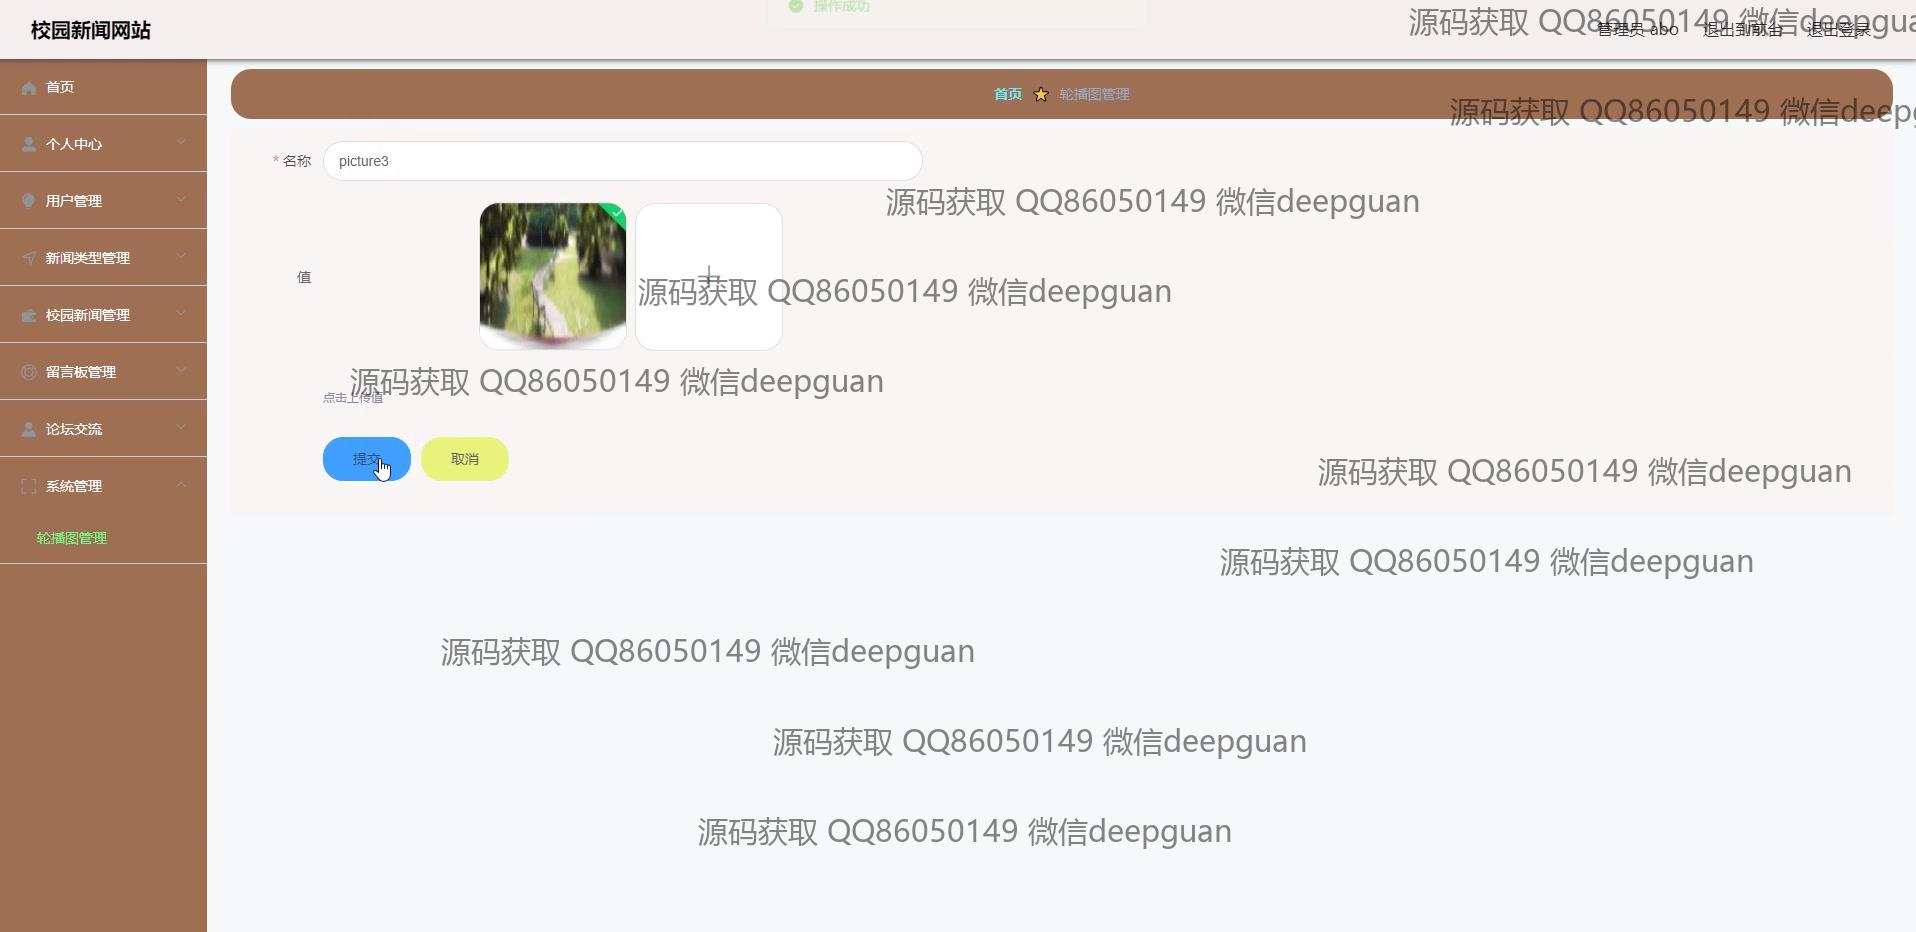 操作成功
校园新闻网站
管理员 abo
退出到前台
退出登录
源码获取 QQ86050149 微信deepgua
首页
首页 轮播图管理
源码获取 QQ86050149 微信deepg
个人中心
* 名称 picture3
用户管理
源码获取 QQ86050149 微信deepguan
新闻类型管理
值
源码获取 QQ86050149 微信deepguan
校园新闻管理
留言板管理
源码获取 QQ86050149 微信deepguan
点击上传值
论坛交流
提交 取消
源码获取 QQ86050149 微信deepguan
系统管理
轮播图管理
源码获取 QQ86050149 微信deepguan
源码获取 QQ86050149 微信deepguan
源码获取 QQ86050149 微信deepguan
源码获取 QQ86050149 微信deepguan